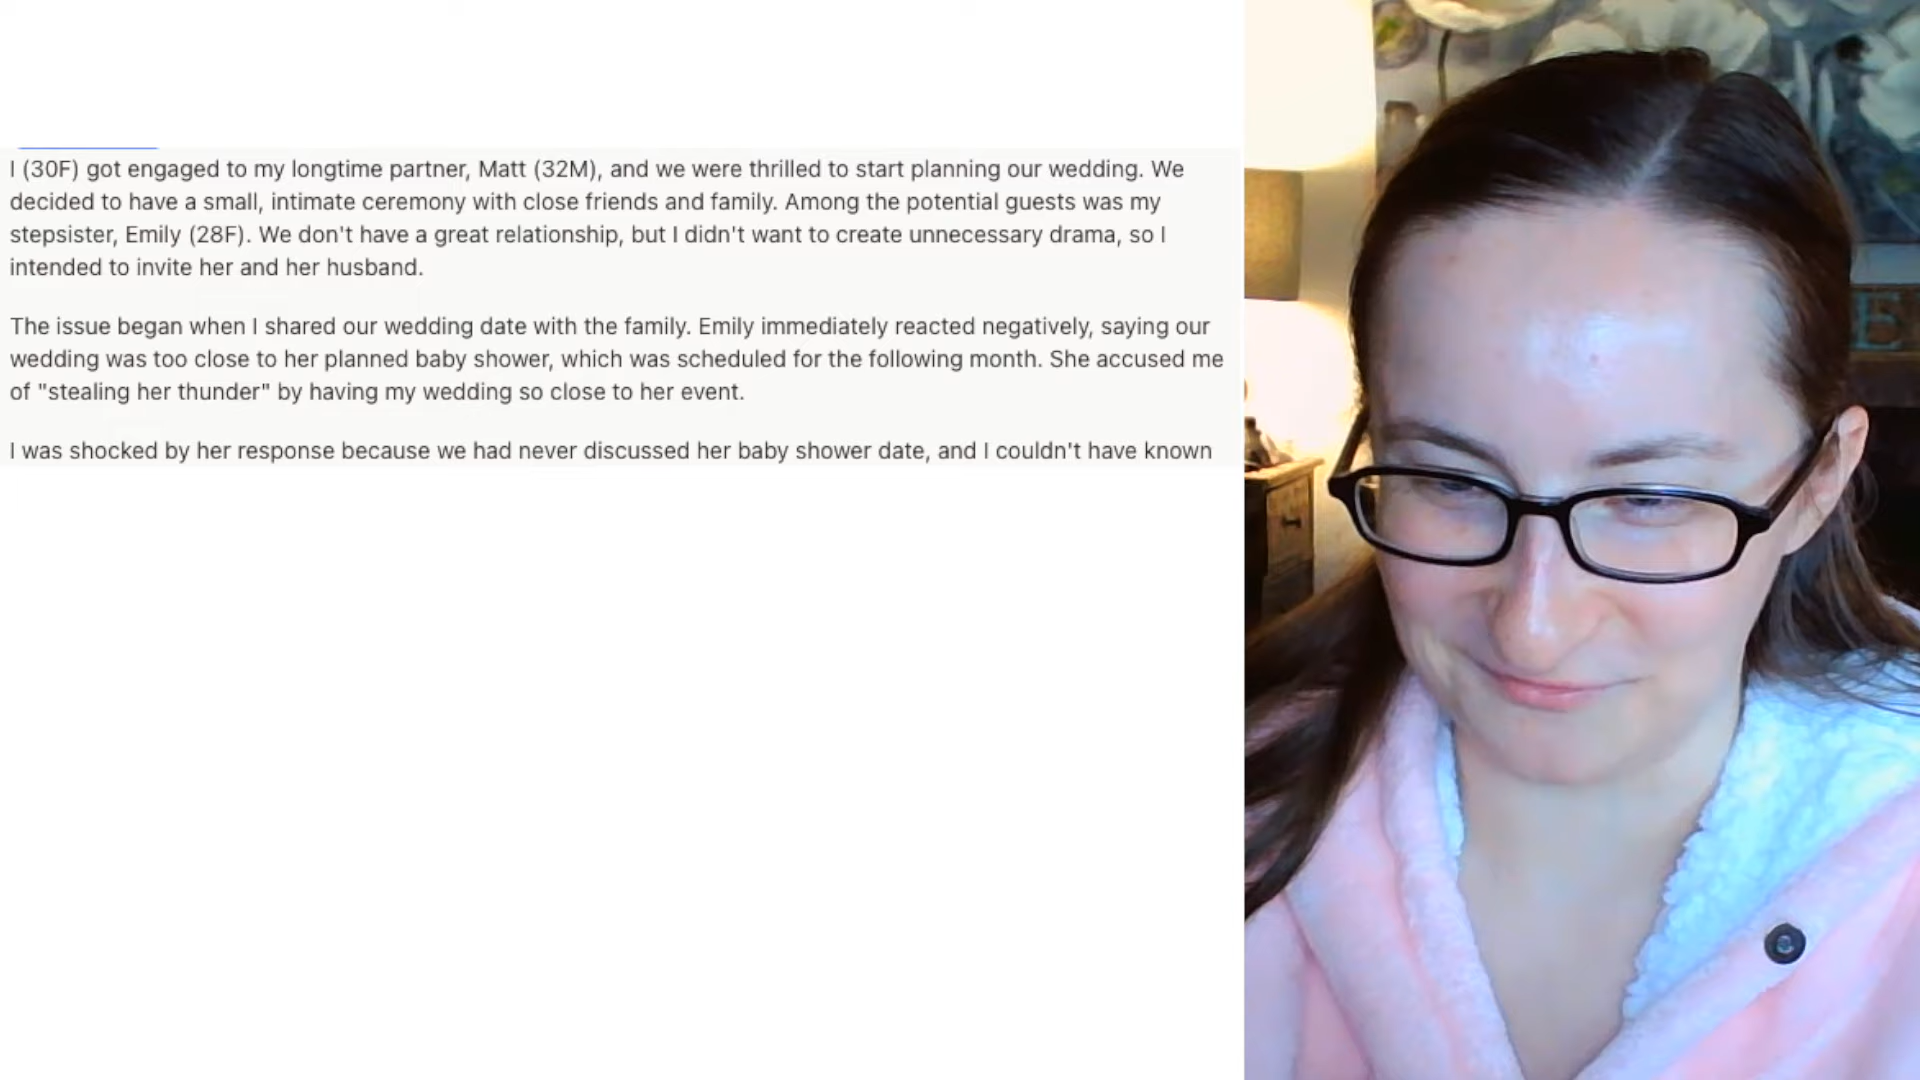 I (30F) got engaged to my longtime partner, Matt (32M), and we were thrilled to start planning our wedding. We
decided to have a small, intimate ceremony with close friends and family. Among the potential guests was my
stepsister, Emily (28F). We don't have a great relationship, but I didn't want to create unnecessary drama, so I
intended to invite her and her husband.
The issue began when I shared our wedding date with the family. Emily immediately reacted negatively, saying our
wedding was too close to her planned baby shower, which was scheduled for the following month. She accused me
of "stealing her thunder" by having my wedding so close to her event.
I was shocked by her response because we had never discussed her baby shower date, and I couldn't have known